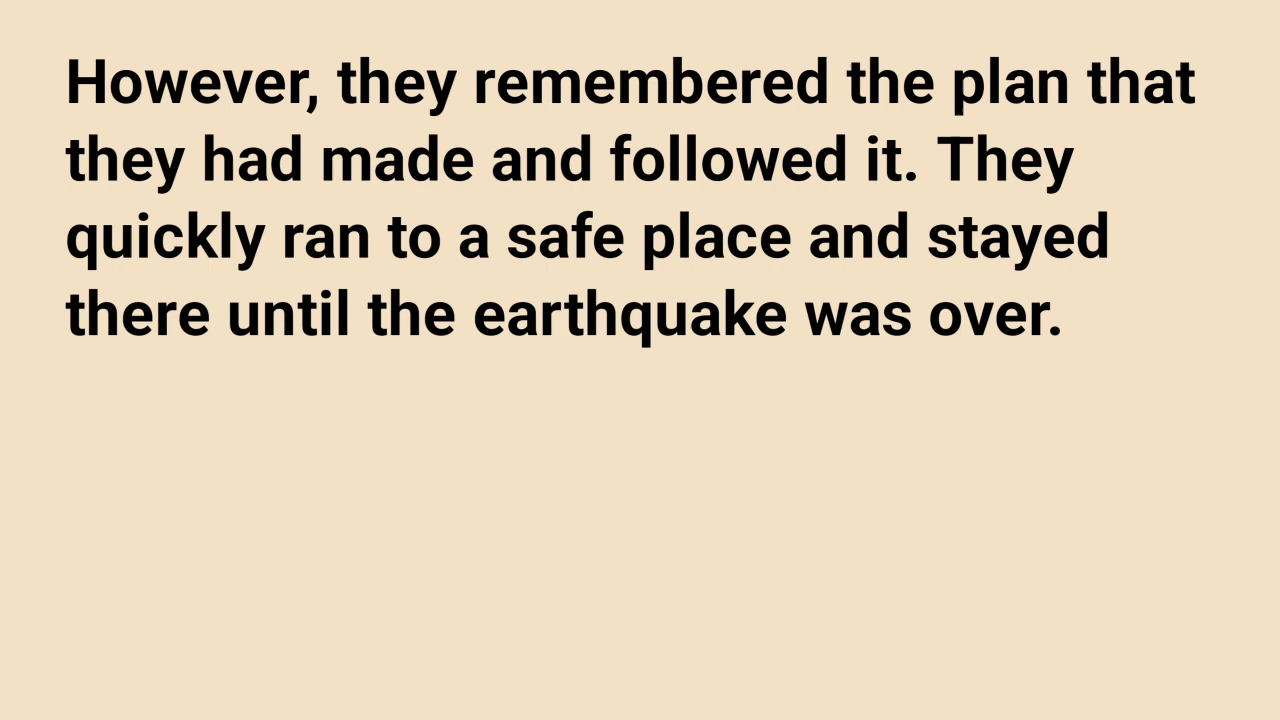 However, they remembered the plan that
they had made and followed it. They
quickly ran to a safe place and stayed
there until the earthquake was over.